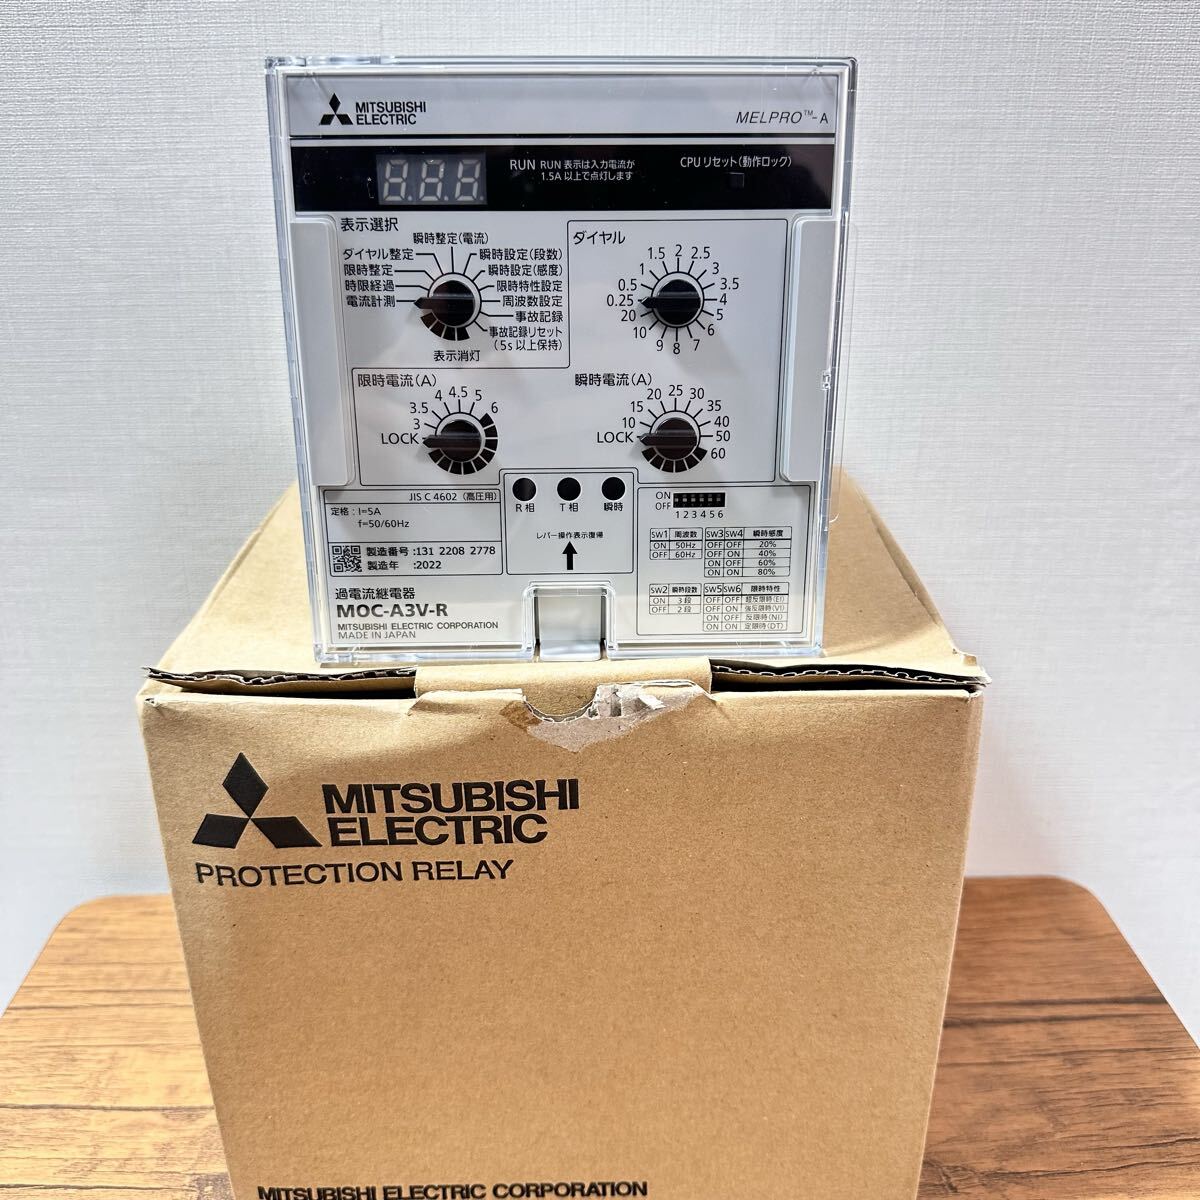 MITSUBISHI
ELECTRIC
MELPRO™-A
8.8.8.
RUN RUN 表示は入力電流が
1.5A 以上で点灯します
CPU リセット(動作ロック)
表示選択
瞬時整定(電流)
ダイヤル整定
瞬時設定(段数)
限時整定
瞬時設定(感度)
時限経過
限時特性設定
電流計測
周波数設定
事故記録
事故記録リセット
(5s 以上保持)
表示消灯
ダイヤル
0.25 0.5 1 1.5 2 2.5 3 3.5 4 5 6 7 8 9 10 20
限時電流(A)
LOCK 3 3.5 4 4.5 5 6
瞬時電流(A)
LOCK 10 15 20 25 30 35 40 50 60
JIS C 4602 (高圧用)
定格 : I=5A
f=50/60Hz
製造番号 :131 2208 2778
製造年 :2022
過電流継電器
MOC-A3V-R
MITSUBISHI ELECTRIC CORPORATION
MADE IN JAPAN
R 相 T 相 瞬時
レバー操作表示復帰
ON
OFF
1 2 3 4 5 6
SW1 周波数
ON 50Hz
OFF 60Hz
SW3 SW4 瞬時感度
OFF OFF 20%
OFF ON 40%
ON OFF 60%
ON ON 80%
SW2 瞬時段数
ON 3 段
OFF 2 段
SW5 SW6 限時特性
OFF OFF 超反限時(EI)
OFF ON 強反限時(VI)
ON OFF 反限時(NI)
ON ON 定限時(DT)
MITSUBISHI
ELECTRIC
PROTECTION RELAY
MITSUBISHI ELECTRIC CORPORATION